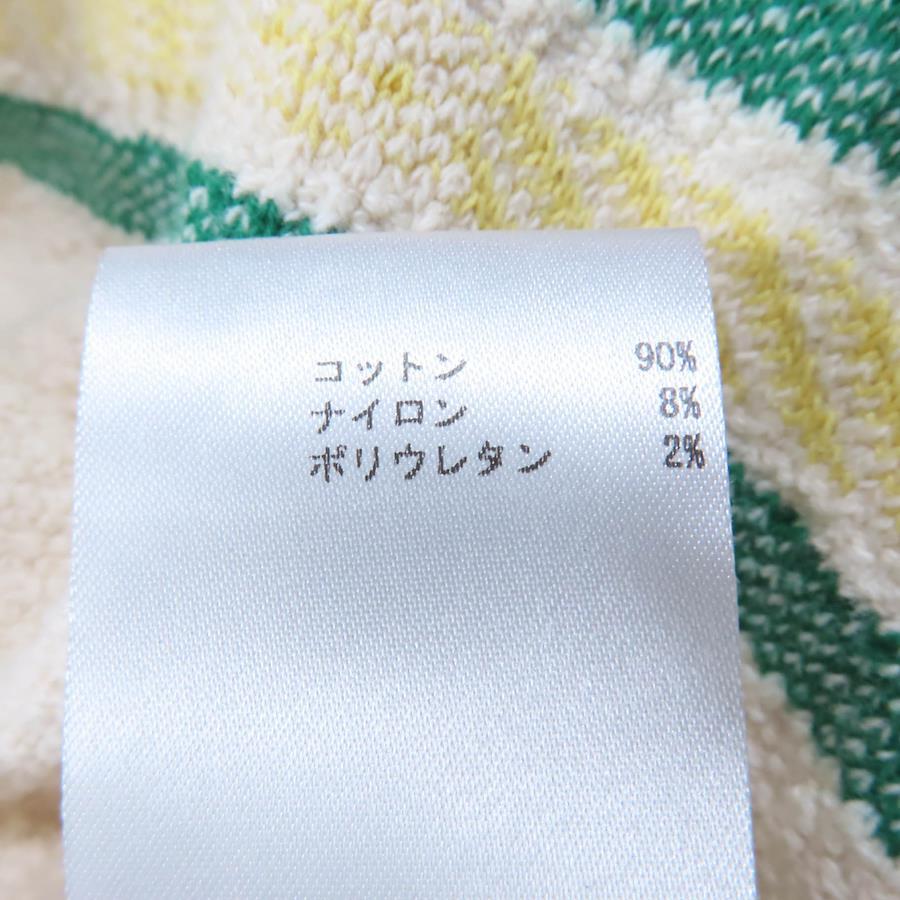 コットン 90%
ナイロン 8%
ポリウレタン 2%